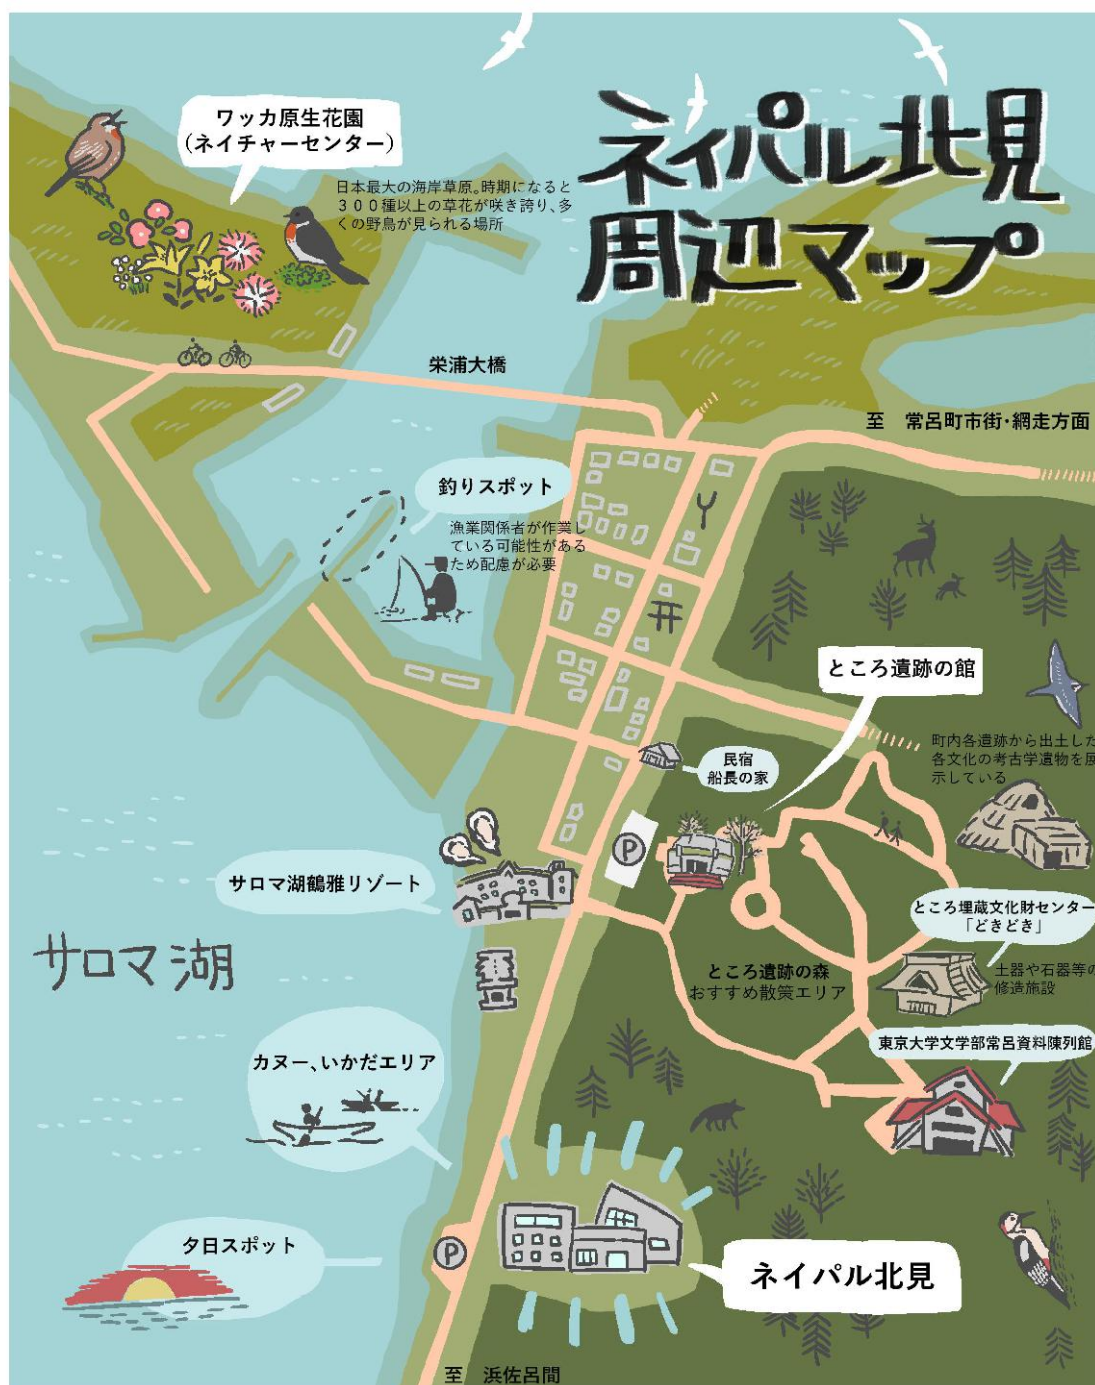 ネイパル北見
周辺マップ
ワッカ原生花園
(ネイチャーセンター)
日本最大の海岸草原。時期になると
300種以上の草花が咲き誇り、多
くの野鳥が見られる場所
栄浦大橋
至 常呂町市街・網走方面
釣りスポット
漁業関係者が作業し
ている可能性がある
ため配慮が必要
ところ遺跡の館
町内各遺跡から出土した
各文化の考古学遺物を展
示している
民宿
船長の家
P
サロマ湖鶴雅リゾート
ところ埋蔵文化財センター
「どきどき」
土器や石器等の
修造施設
サロマ湖
ところ遺跡の森
おすすめ散策エリア
東京大学文学部常呂資料陳列館
カヌー、いかだエリア
夕日スポット
P
ネイパル北見
至 浜佐呂間